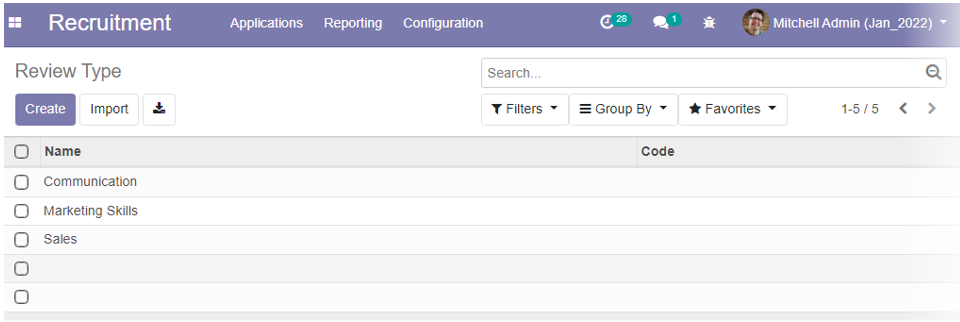 Recruitment Applications Reporting Configuration 28 1 Mitchell Admin (Jan_2022)
Review Type Search...
Create Import Filters Group By Favorites 1-5 / 5
Name Code
Communication
Marketing Skills
Sales